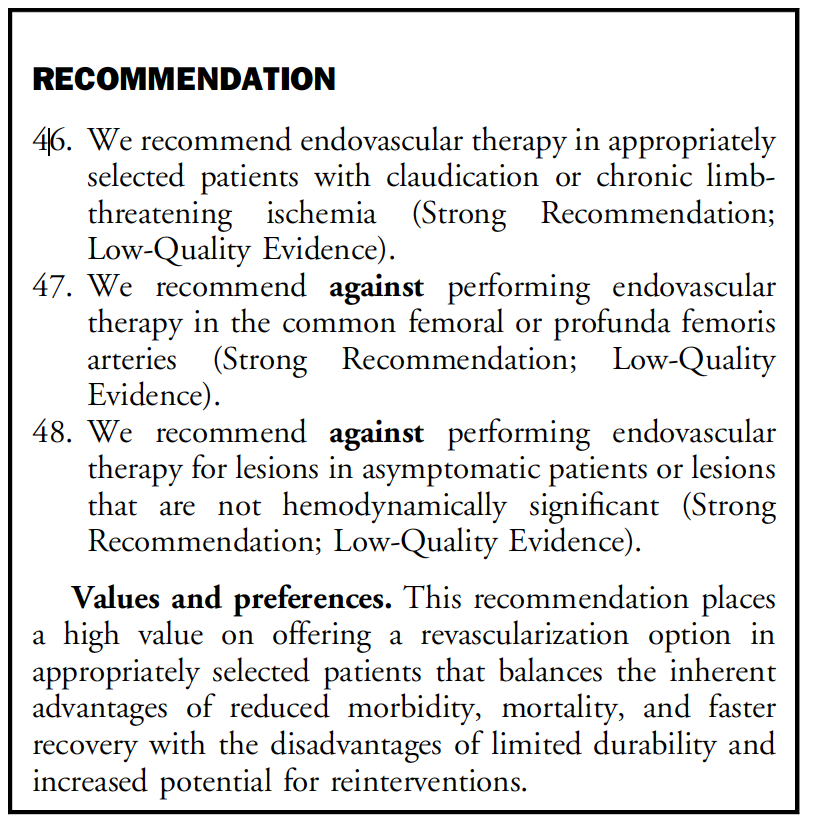 RECOMMENDATION
46. We recommend endovascular therapy in appropriately
selected patients with claudication or chronic limb-
threatening ischemia (Strong Recommendation;
Low-Quality Evidence).
47. We recommend against performing endovascular
therapy in the common femoral or profunda femoris
arteries (Strong Recommendation; Low-Quality
Evidence).
48. We recommend against performing endovascular
therapy for lesions in asymptomatic patients or lesions
that are not hemodynamically significant (Strong
Recommendation; Low-Quality Evidence).
Values and preferences. This recommendation places
a high value on offering a revascularization option in
appropriately selected patients that balances the inherent
advantages of reduced morbidity, mortality, and faster
recovery with the disadvantages of limited durability and
increased potential for reinterventions.